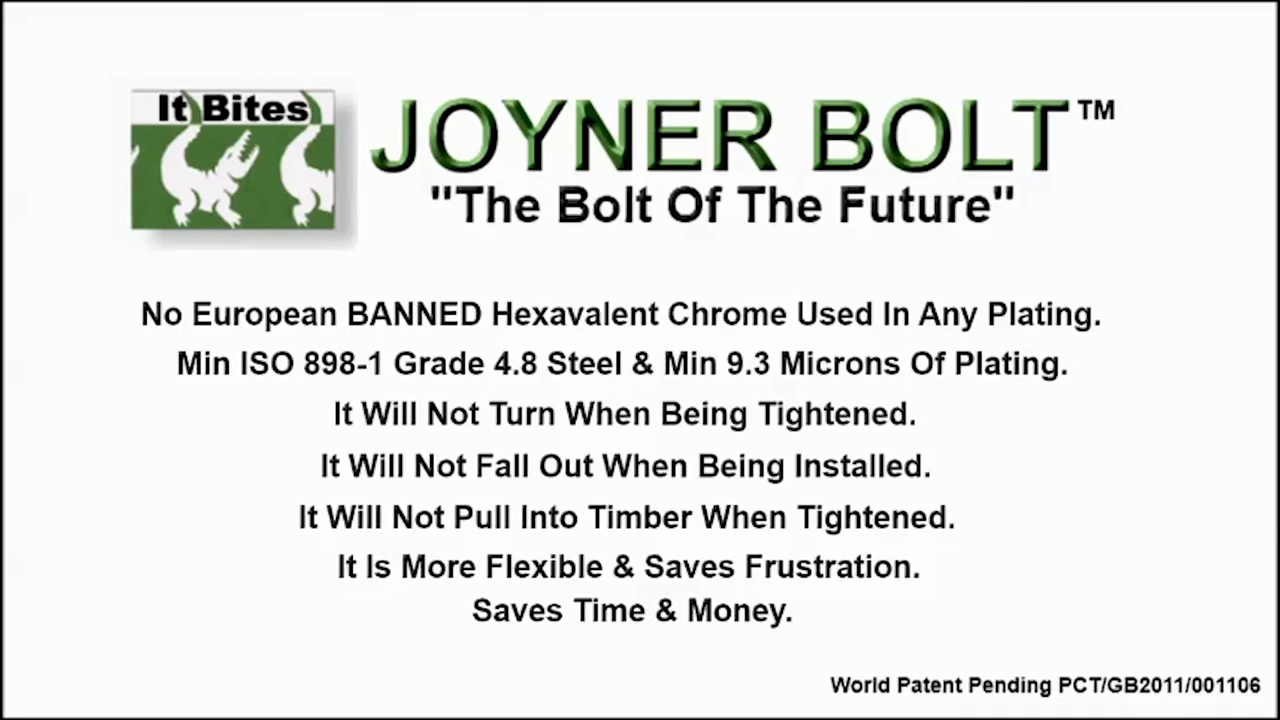 It Bites
JOYNER BOLT™
"The Bolt Of The Future"
No European BANNED Hexavalent Chrome Used In Any Plating.
Min ISO 898-1 Grade 4.8 Steel & Min 9.3 Microns Of Plating.
It Will Not Turn When Being Tightened.
It Will Not Fall Out When Being Installed.
It Will Not Pull Into Timber When Tightened.
It Is More Flexible & Saves Frustration.
Saves Time & Money.
World Patent Pending PCT/GB2011/001106